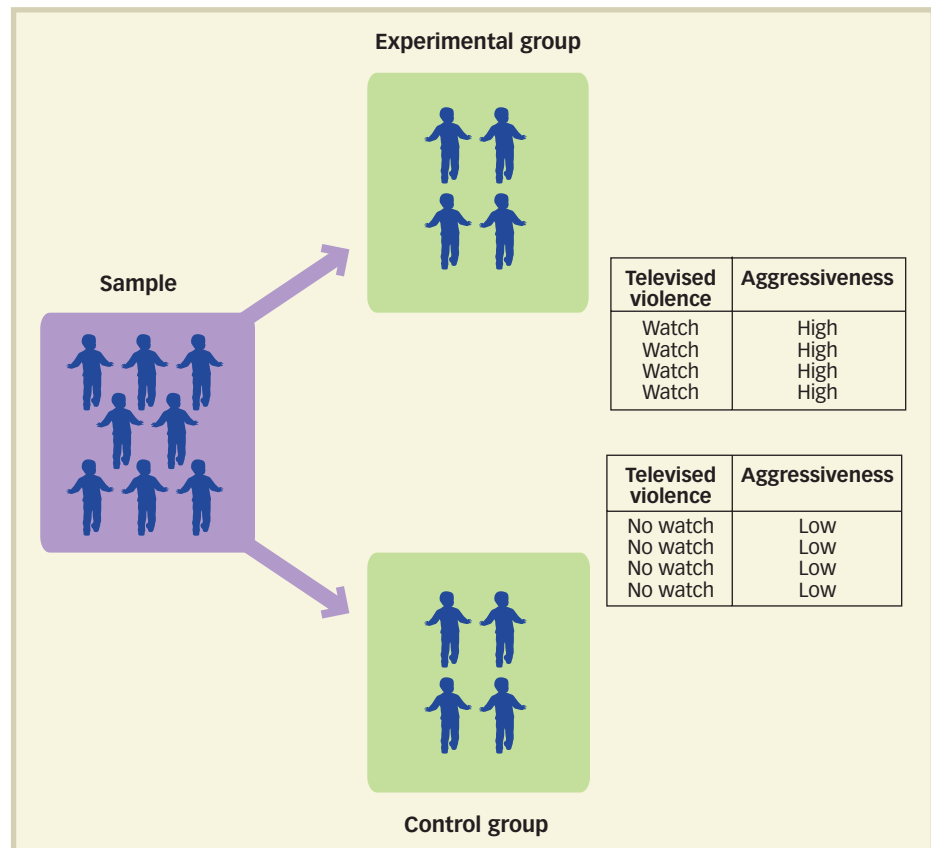 Experimental group
Sample
Televised violence Aggressiveness
Watch High
Watch High
Watch High
Watch High
Televised violence Aggressiveness
No watch Low
No watch Low
No watch Low
No watch Low
Control group